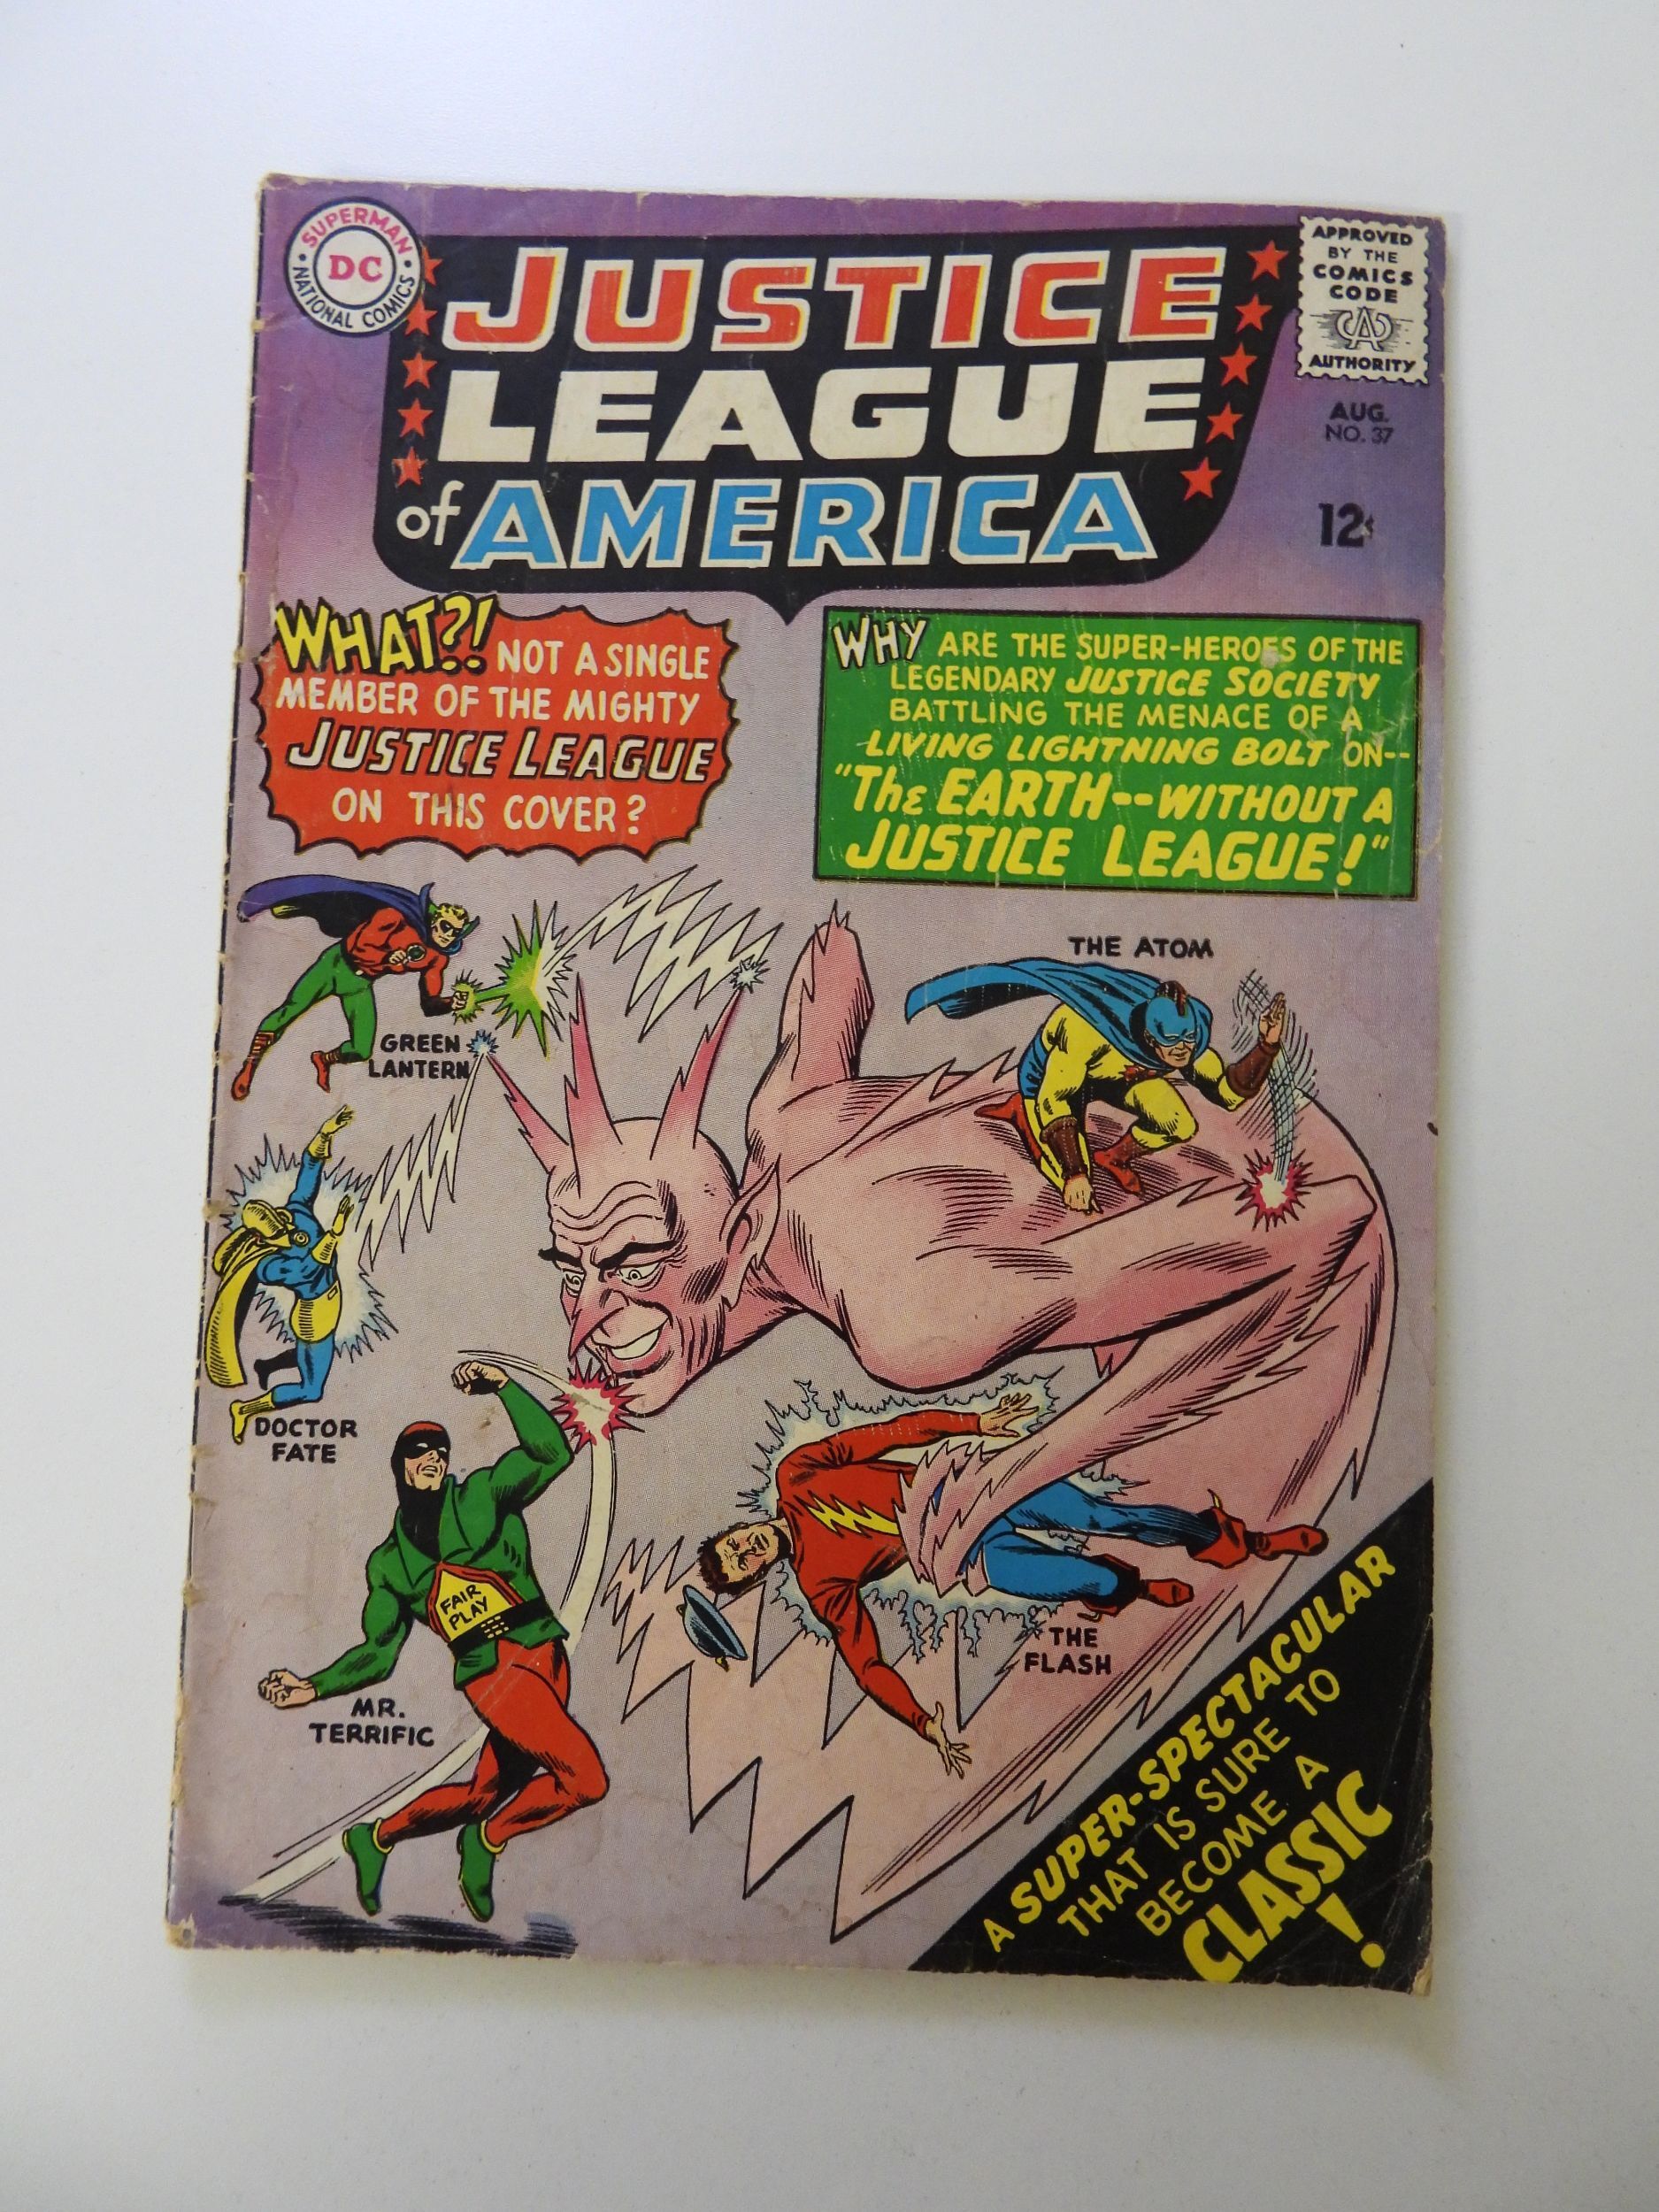 SUPERMAN
DC
NATIONAL COMICS
JUSTICE
LEAGUE
of AMERICA
APPROVED
BY THE
COMICS
CODE
CA
AUTHORITY
AUG.
NO. 37
12¢
WHAT?! NOT A SINGLE
MEMBER OF THE MIGHTY
JUSTICE LEAGUE
ON THIS COVER?
WHY ARE THE SUPER-HEROES OF THE
LEGENDARY JUSTICE SOCIETY
BATTLING THE MENACE OF A
LIVING LIGHTNING BOLT ON--
"The EARTH--WITHOUT A
JUSTICE LEAGUE!"
GREEN
LANTERN
THE ATOM
DOCTOR
FATE
FAIR
PLAY
MR.
TERRIFIC
THE
FLASH
A SUPER-SPECTACULAR
THAT IS SURE TO
BECOME A
CLASSIC
!